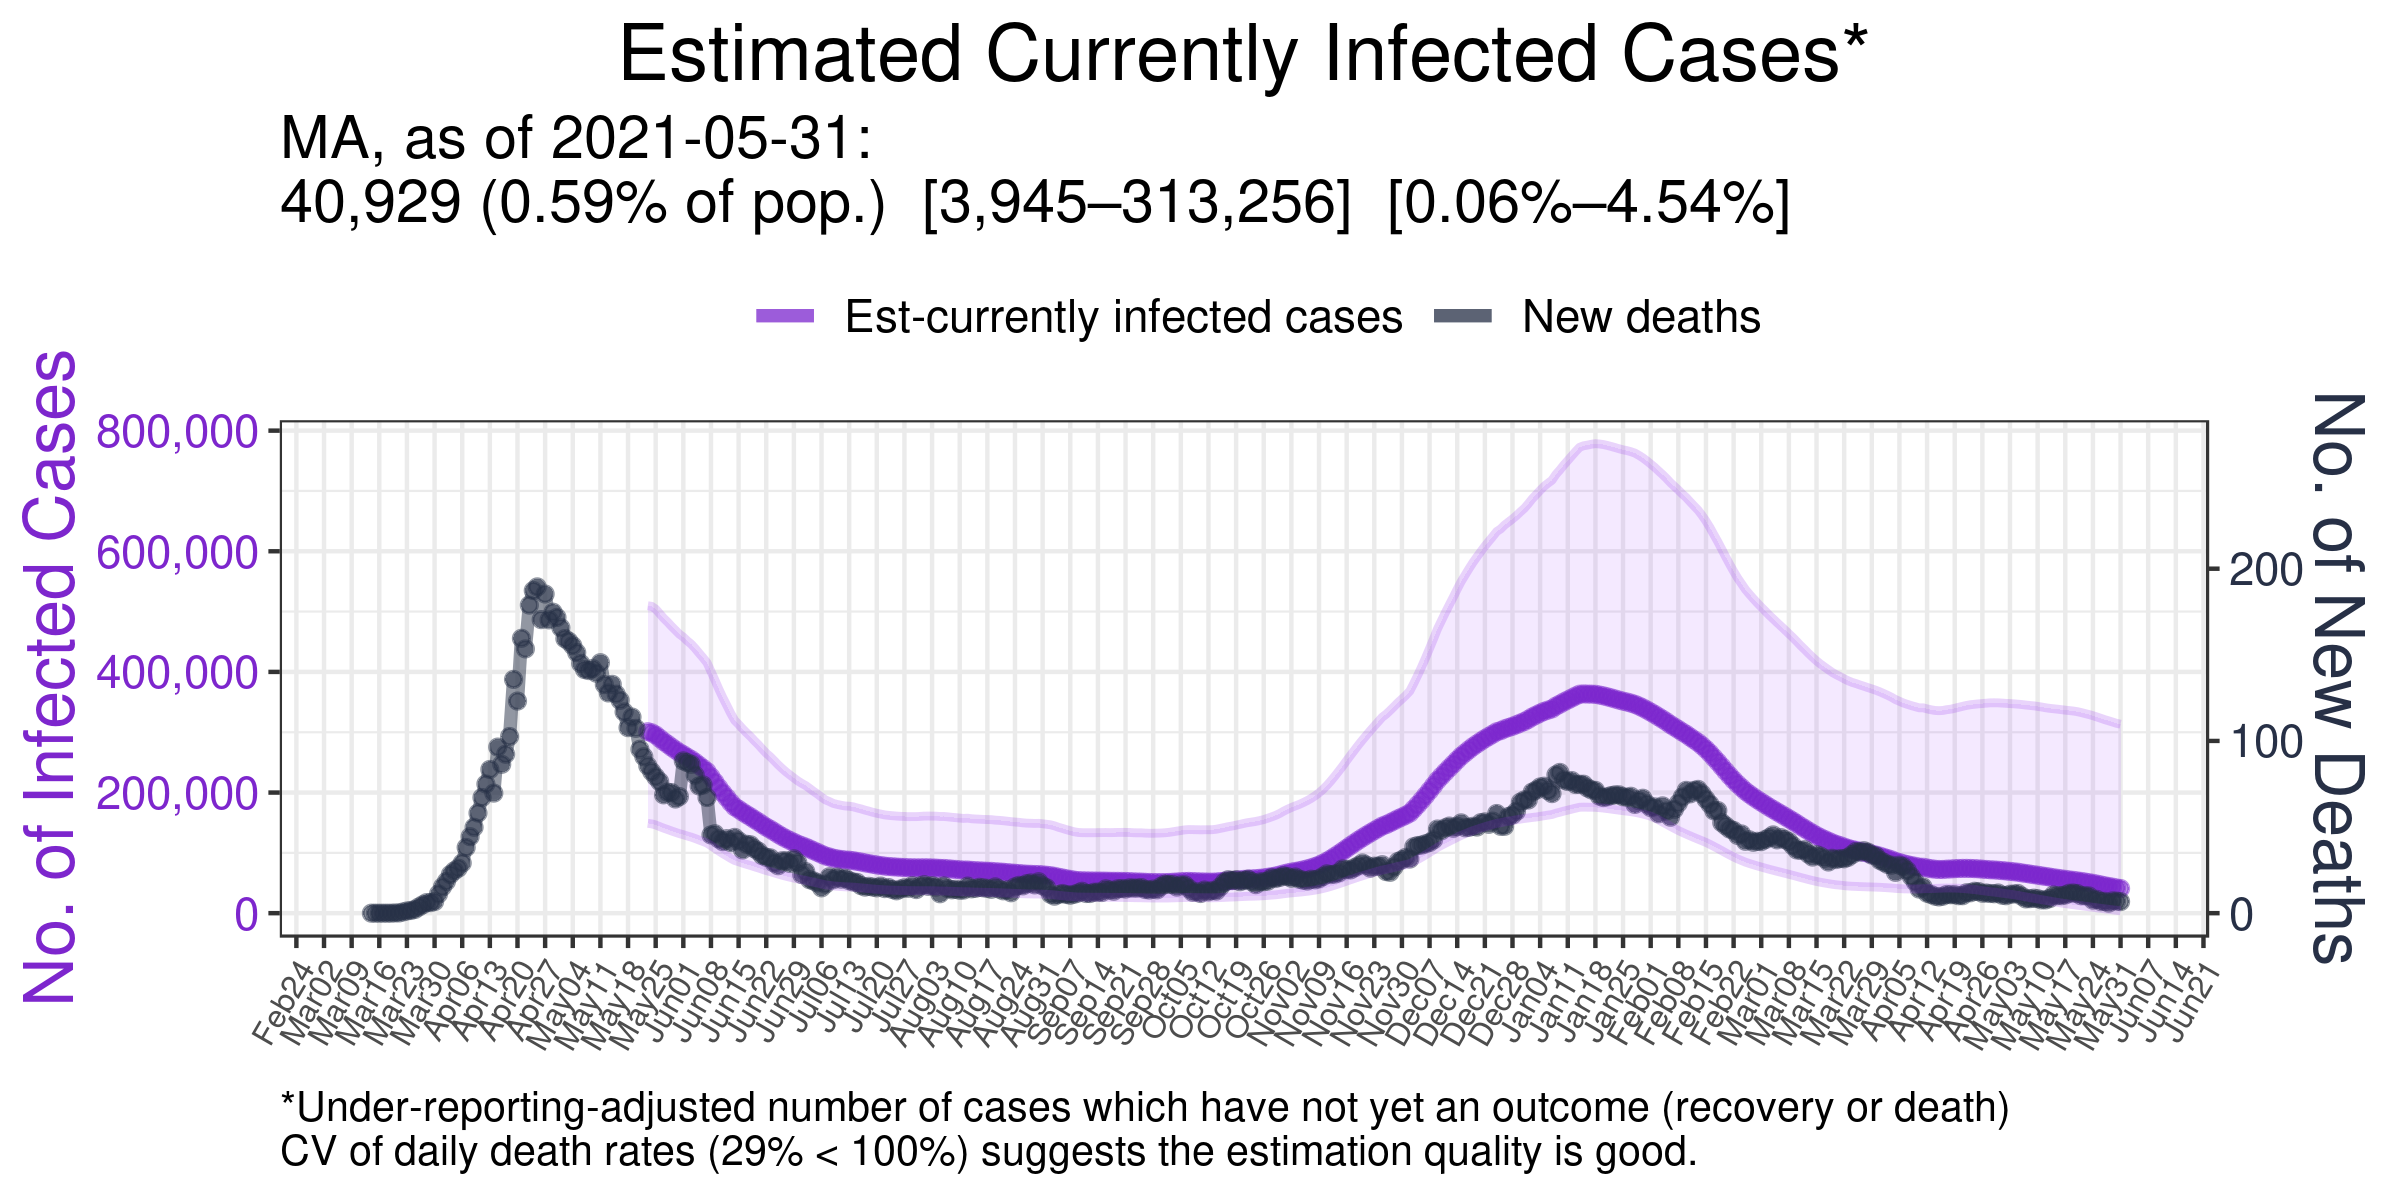 Estimated Currently Infected Cases*
MA, as of 2021-05-31:
40,929 (0.59% of pop.) [3,945–313,256] [0.06%–4.54%]
Est-currently infected cases
New deaths
No. of Infected Cases
800,000
600,000
400,000
200,000
0
200
100
0
No. of New Deaths
Feb24
Mar02
Mar09
Mar16
Mar23
Mar30
Apr06
Apr13
Apr20
Apr27
May04
May11
May18
May25
Jun01
Jun08
Jun15
Jun22
Jun29
Jul06
Jul13
Jul20
Jul27
Aug03
Aug10
Aug17
Aug24
Aug31
Sep07
Sep14
Sep21
Sep28
Oct05
Oct12
Oct19
Oct26
Nov02
Nov09
Nov16
Nov23
Nov30
Dec07
Dec14
Dec21
Dec28
Jan04
Jan11
Jan18
Jan25
Feb01
Feb08
Feb15
Feb22
Mar01
Mar08
Mar15
Mar22
Mar29
Apr05
Apr12
Apr19
Apr26
May03
May10
May17
May24
May31
Jun07
Jun14
Jun21
*Under-reporting-adjusted number of cases which have not yet an outcome (recovery or death)
CV of daily death rates (29% < 100%) suggests the estimation quality is good.